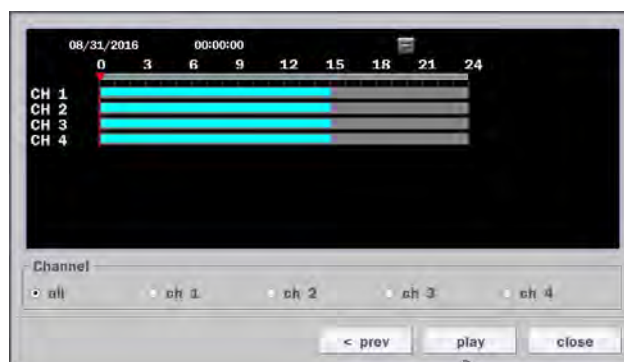 08/31/2016 00:00:00
0 3 6 9 12 15 18 21 24
CH 1
CH 2
CH 3
CH 4
Channel
all ch 1 ch 2 ch 3 ch 4
< prev play close